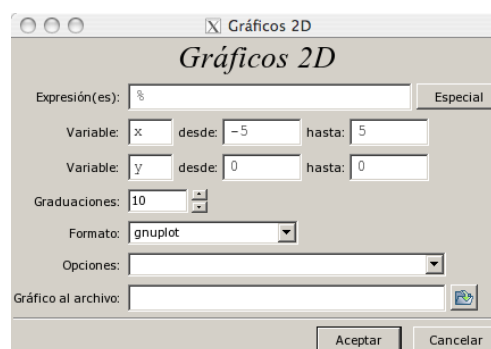 Gráficos 2D
Gráficos 2D
Expresión(es): % Especial
Variable: x desde: -5 hasta: 5
Variable: y desde: 0 hasta: 0
Graduaciones: 10
Formato: gnuplot
Opciones:
Gráfico al archivo:
Aceptar Cancelar